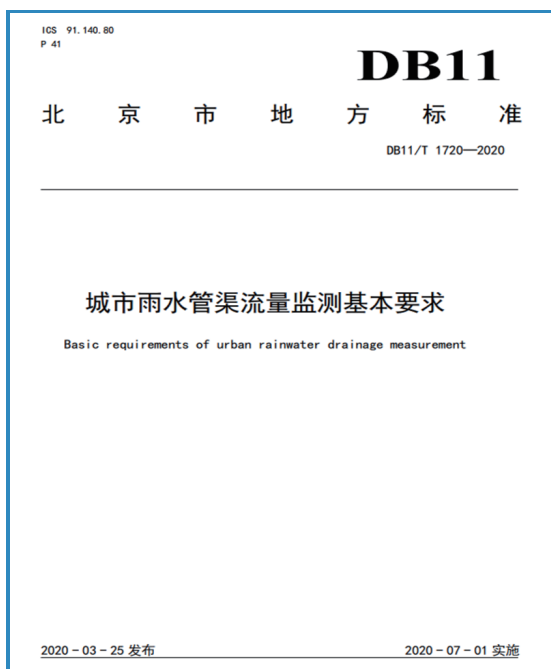 ICS 91.140.80
P 41
DB11
北京市地方标准
DB11/T 1720—2020
城市雨水管渠流量监测基本要求
Basic requirements of urban rainwater drainage measurement
2020-03-25 发布
2020-07-01 实施